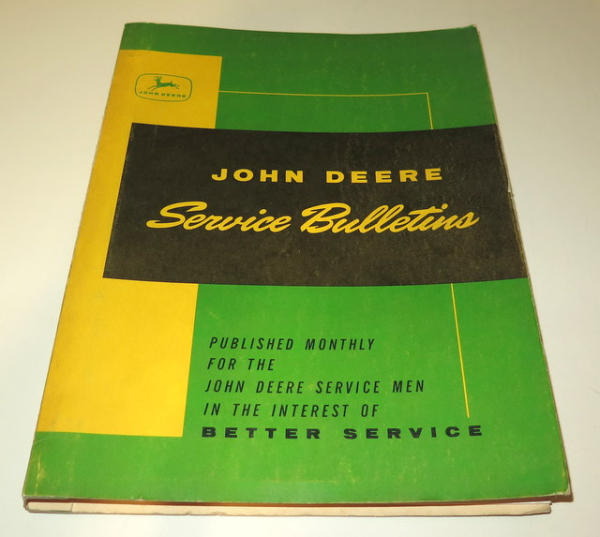 JOHN DEERE
JOHN DEERE
Service Bulletins
PUBLISHED MONTHLY
FOR THE
JOHN DEERE SERVICE MEN
IN THE INTEREST OF
BETTER SERVICE